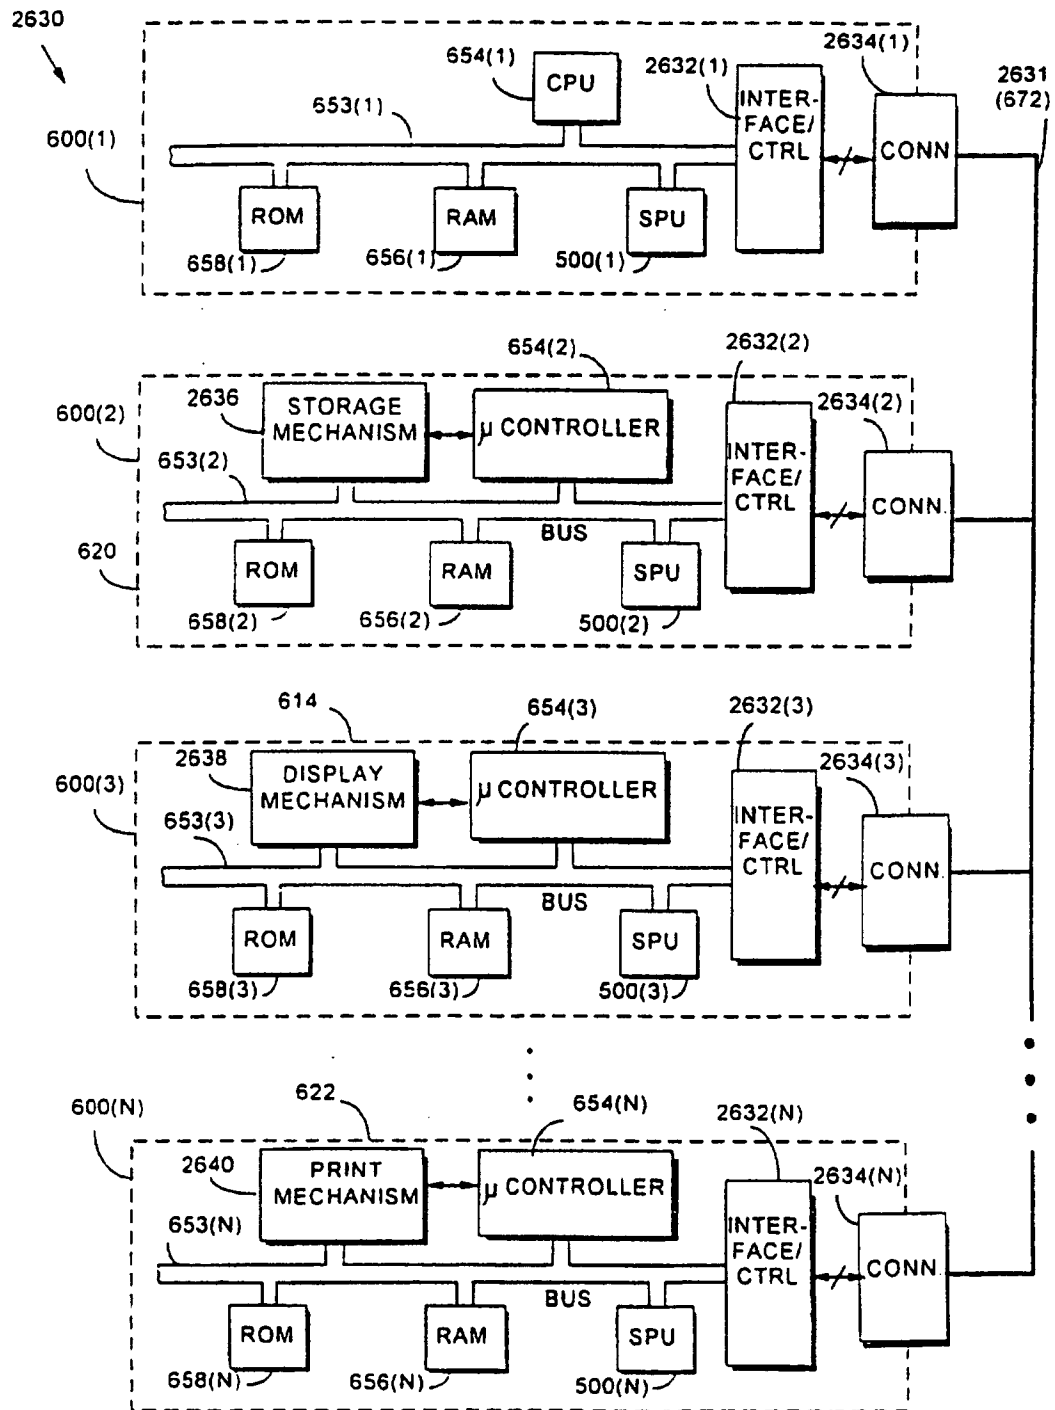 2630
654(1)
2632(1)
2634(1)
2631
(672)
CPU
INTER-
FACE/
CTRL
653(1)
600(1)
CONN
ROM
RAM
SPU
658(1)
656(1)
500(1)
654(2)
2632(2)
2636
STORAGE
MECHANISM
μ CONTROLLER
2634(2)
600(2)
INTER-
FACE/
CTRL
653(2)
CONN.
BUS
620
ROM
RAM
SPU
658(2)
656(2)
500(2)
614
654(3)
2632(3)
2638
DISPLAY
MECHANISM
μ CONTROLLER
2634(3)
600(3)
INTER-
FACE/
CTRL
653(3)
CONN.
BUS
ROM
RAM
SPU
658(3)
656(3)
500(3)
622
654(N)
2632(N)
600(N)
2640
PRINT
MECHANISM
μ CONTROLLER
2634(N)
653(N)
INTER-
FACE/
CTRL
CONN.
BUS
ROM
RAM
SPU
658(N)
656(N)
500(N)